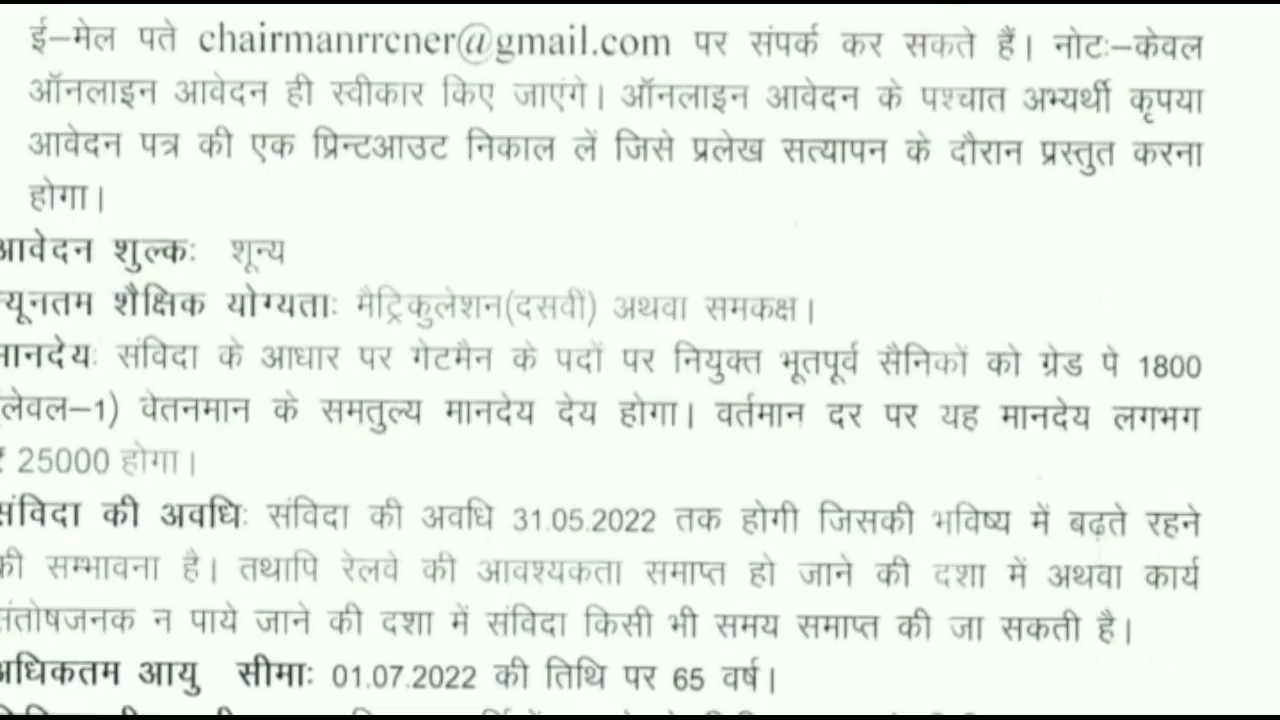 ई–मेल पते chairmanrrcner@gmail.com पर संपर्क कर सकते हैं। नोटः–केवल
ऑनलाइन आवेदन ही स्वीकार किए जाएंगे। ऑनलाइन आवेदन के पश्चात अभ्यर्थी कृपया
आवेदन पत्र की एक प्रिन्टआउट निकाल लें जिसे प्रलेख सत्यापन के दौरान प्रस्तुत करना
होगा।
आवेदन शुल्कः शून्य
न्यूनतम शैक्षिक योग्यताः मैट्रिकुलेशन(दसवीं) अथवा समकक्ष।
मानदेयः संविदा के आधार पर गेटमैन के पदों पर नियुक्त भूतपूर्व सैनिकों को ग्रेड पे 1800
(लेवल–1) वेतनमान के समतुल्य मानदेय देय होगा। वर्तमान दर पर यह मानदेय लगभग
₹ 25000 होगा।
संविदा की अवधिः संविदा की अवधि 31.05.2022 तक होगी जिसकी भविष्य में बढ़ते रहने
की सम्भावना है। तथापि रेलवे की आवश्यकता समाप्त हो जाने की दशा में अथवा कार्य
संतोषजनक न पाये जाने की दशा में संविदा किसी भी समय समाप्त की जा सकती है।
अधिकतम आयु सीमाः 01.07.2022 की तिथि पर 65 वर्ष।